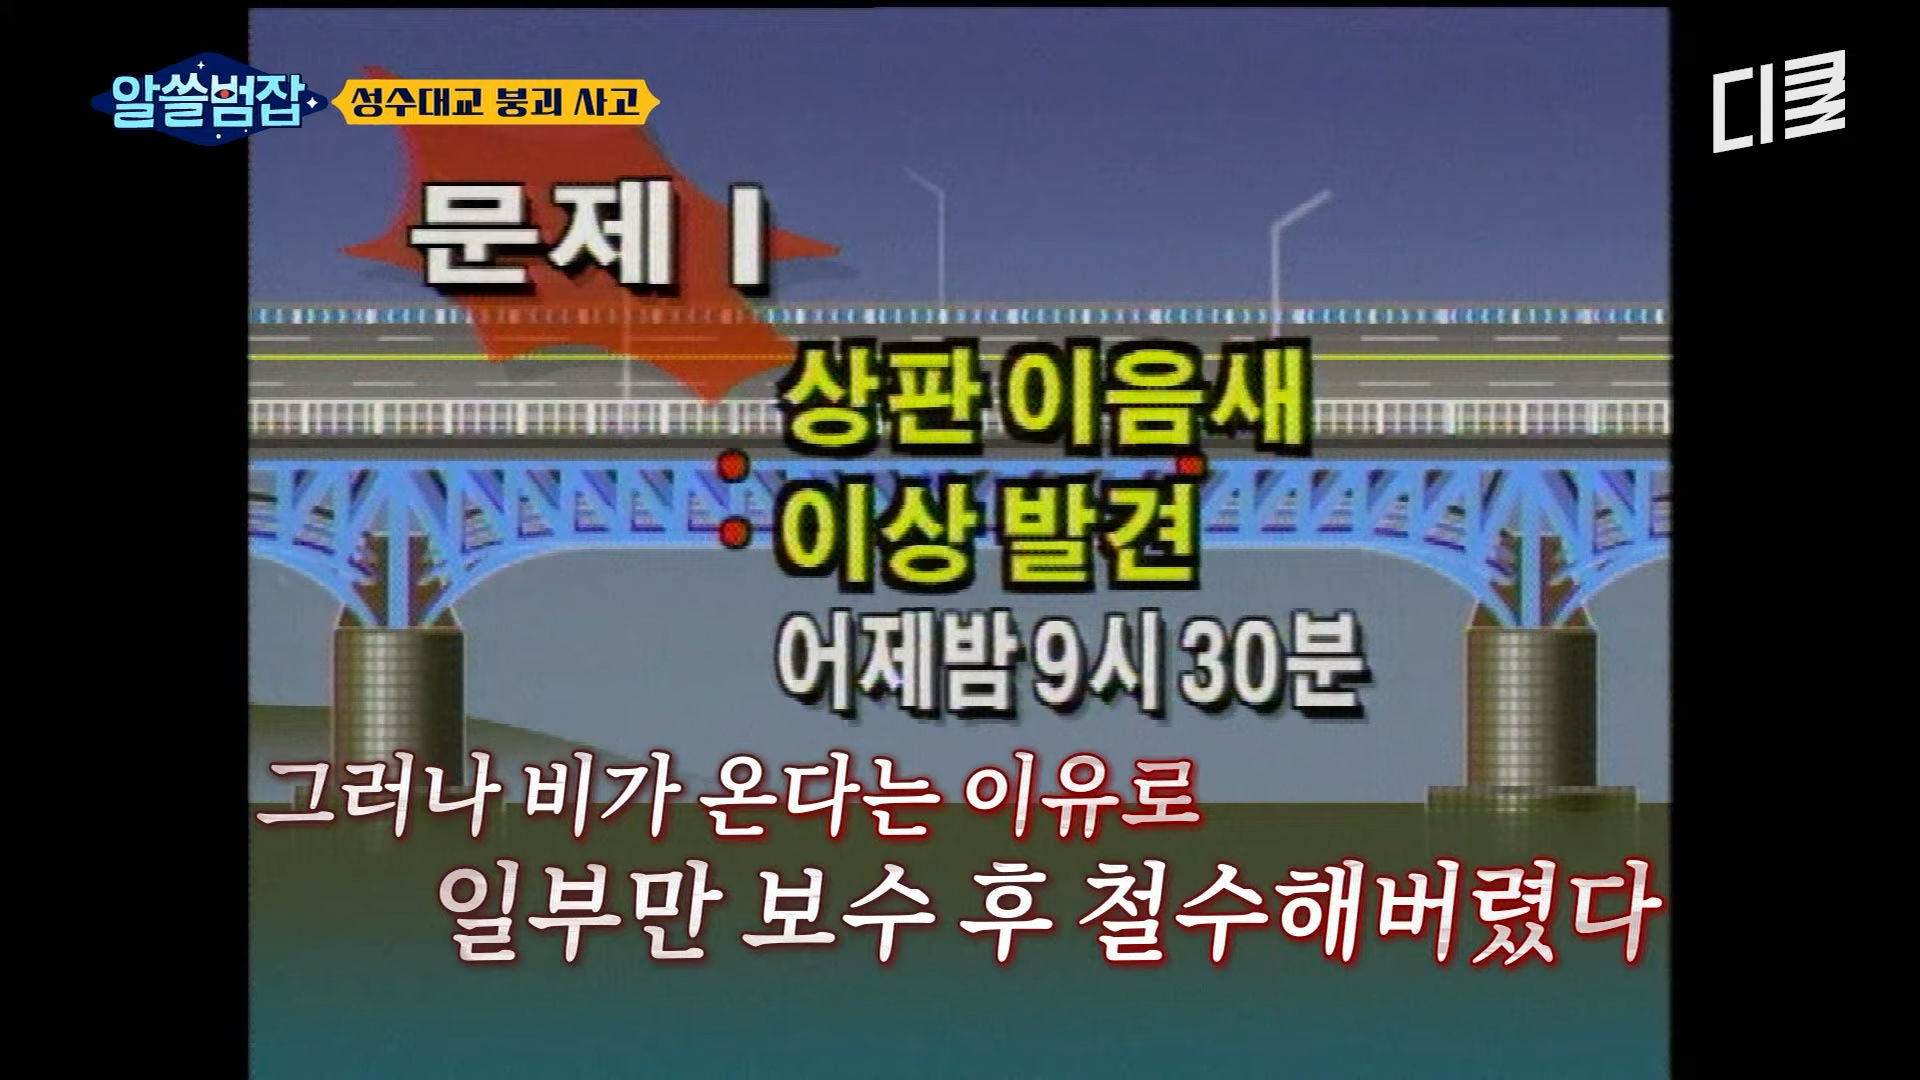 알쓸범잡
성수대교 붕괴 사고
디클
문제 I
상판 이음새
이상 발견
어제밤 9시 30분
그러나 비가 온다는 이유로
일부만 보수 후 철수해버렸다